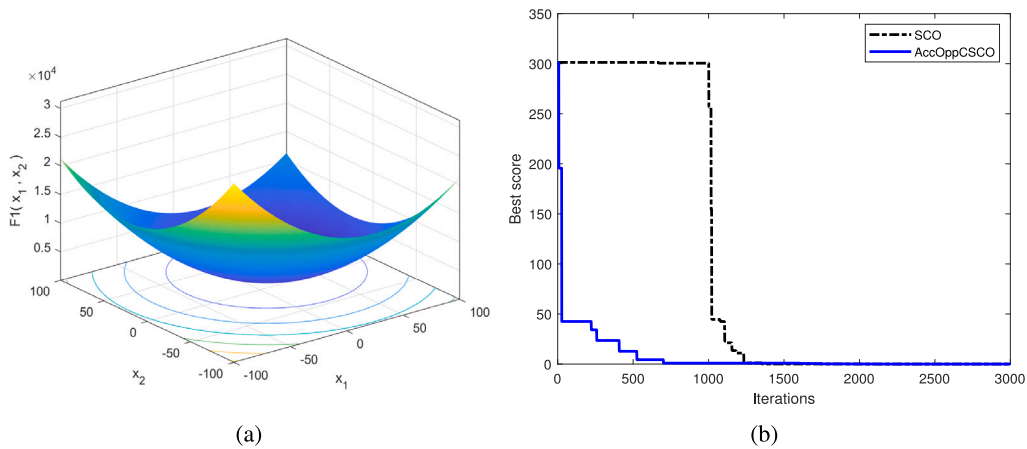 ×10⁴
3
2.5
2
1.5
1
0.5
F1( x₁ , x₂ )
100
50
0
-50
-100
x₂
-100
-50
0
50
100
x₁
(a)
350
300
250
200
150
100
50
0
Best score
SCO
AccOppCSCO
0 500 1000 1500 2000 2500 3000
Iterations
(b)